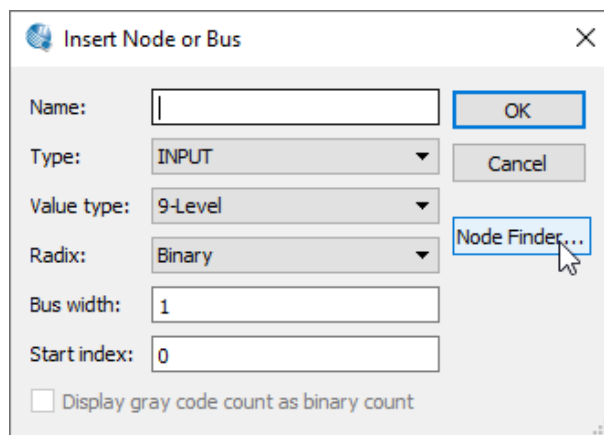 Insert Node or Bus
Name:
OK
Type: INPUT
Cancel
Value type: 9-Level
Node Finder...
Radix: Binary
Bus width: 1
Start index: 0
Display gray code count as binary count